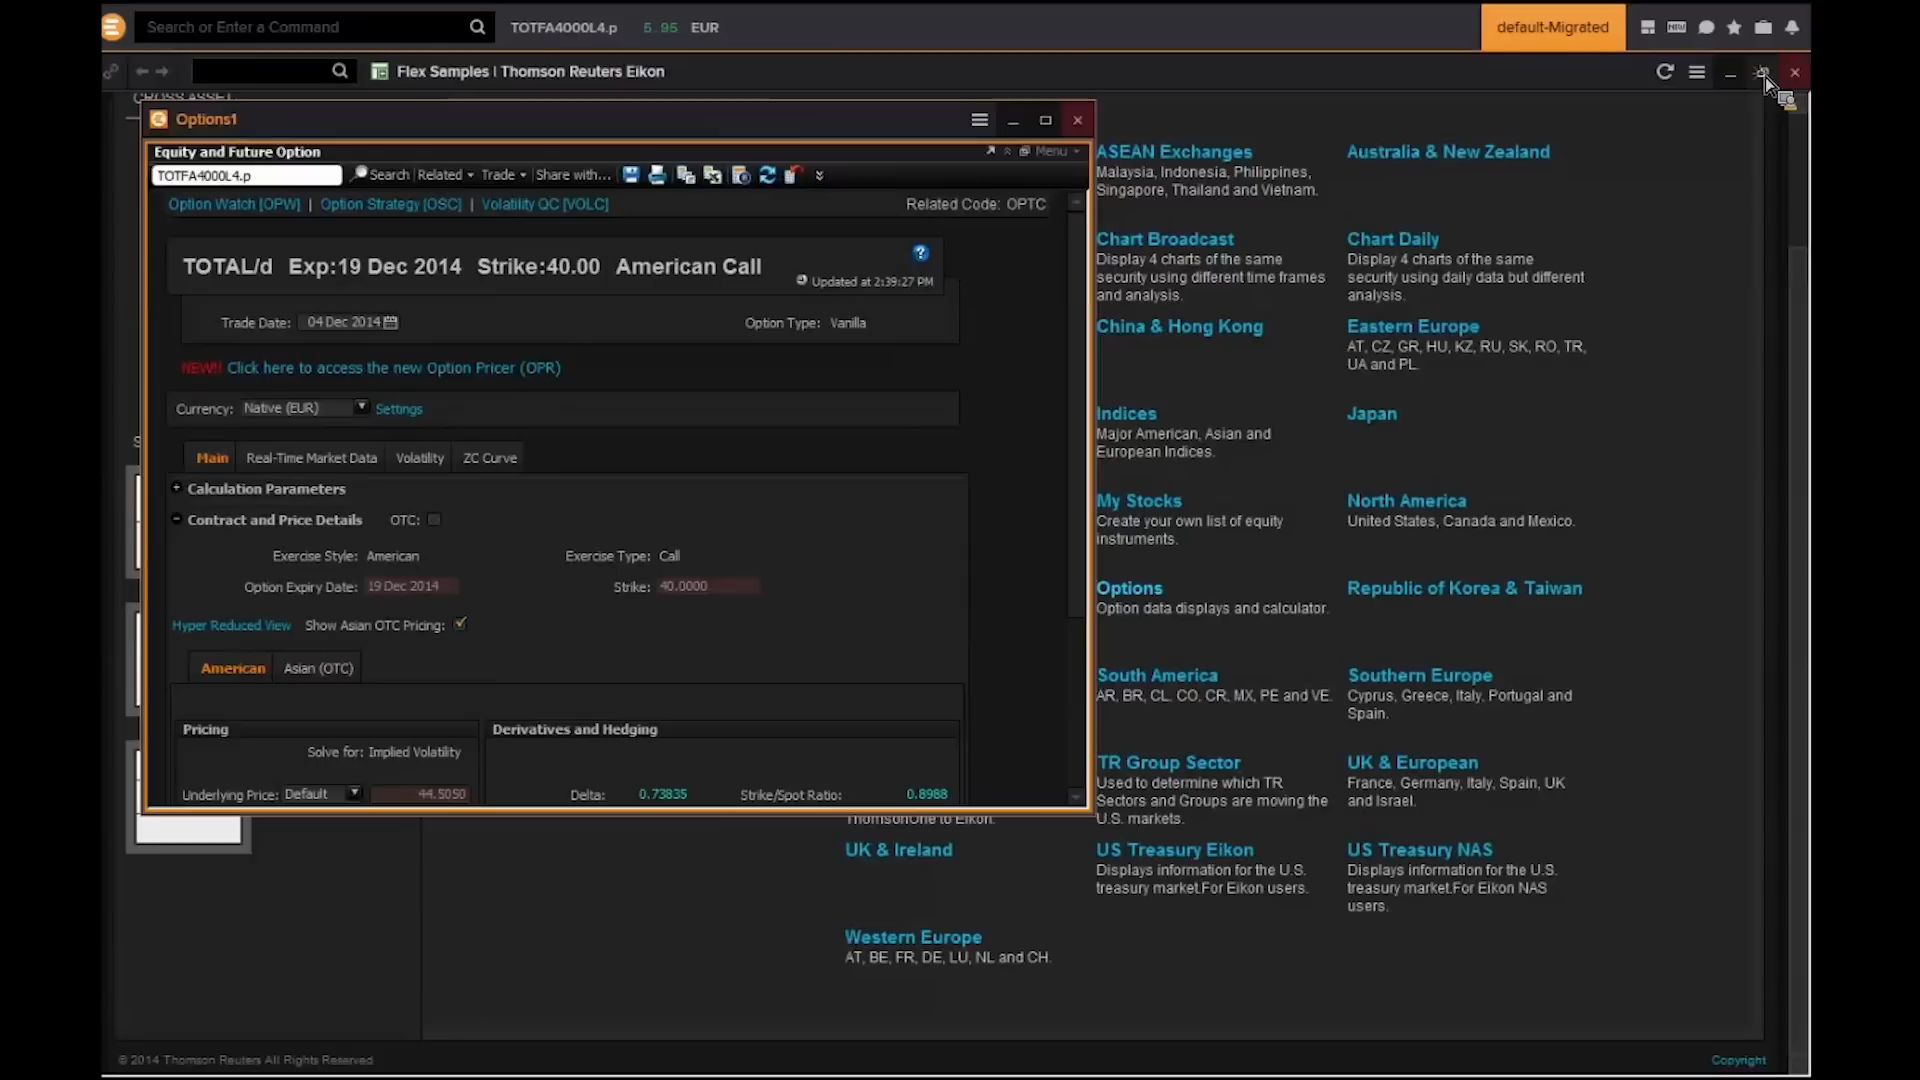 Search or Enter a Command
TOTFA4000L4.p 5.95 EUR
default-Migrated
NEW
Flex Samples | Thomson Reuters Eikon
CROSS ASSET
Options1
Equity and Future Option
Menu
TOTFA4000L4.p
Search Related Trade Share with...
Option Watch [OPW] | Option Strategy [OSC] | Volatility QC [VOLC]
Related Code: OPTC
TOTAL/d Exp:19 Dec 2014 Strike:40.00 American Call
Updated at 2:39:27 PM
Trade Date: 04 Dec 2014
Option Type: Vanilla
NEW!! Click here to access the new Option Pricer (OPR)
Currency: Native (EUR) Settings
Main Real-Time Market Data Volatility ZC Curve
Calculation Parameters
Contract and Price Details OTC:
Exercise Style: American
Exercise Type: Call
Option Expiry Date: 19 Dec 2014
Strike: 40.0000
Hyper Reduced View Show Asian OTC Pricing:
American Asian (OTC)
Pricing
Derivatives and Hedging
Solve for: Implied Volatility
Underlying Price: Default 44.5050
Delta: 0.73835
Strike/Spot Ratio: 0.8988
ASEAN Exchanges
Malaysia, Indonesia, Philippines,
Singapore, Thailand and Vietnam.
Australia & New Zealand
Chart Broadcast
Display 4 charts of the same
security using different time frames
and analysis.
Chart Daily
Display 4 charts of the same
security using daily data but different
analysis.
China & Hong Kong
Eastern Europe
AT, CZ, GR, HU, KZ, RU, SK, RO, TR,
UA and PL.
Indices
Major American, Asian and
European Indices.
Japan
My Stocks
Create your own list of equity
instruments.
North America
United States, Canada and Mexico.
Options
Option data displays and calculator.
Republic of Korea & Taiwan
South America
AR, BR, CL, CO, CR, MX, PE and VE.
Southern Europe
Cyprus, Greece, Italy, Portugal and
Spain.
TR Group Sector
Used to determine which TR
Sectors and Groups are moving the
U.S. markets.
UK & European
France, Germany, Italy, Spain, UK
and Israel.
ThomsonOne to Eikon.
UK & Ireland
US Treasury Eikon
Displays information for the U.S.
treasury market.For Eikon users.
US Treasury NAS
Displays information for the U.S.
treasury market.For Eikon NAS
users.
Western Europe
AT, BE, FR, DE, LU, NL and CH.
© 2014 Thomson Reuters All Rights Reserved
Copyright